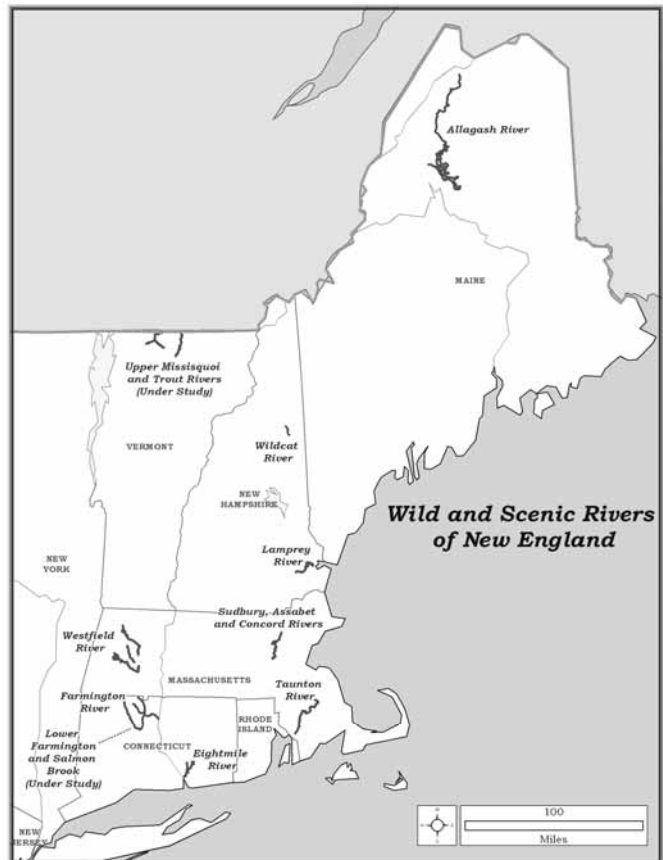 Allagash River
MAINE
Upper Missisquoi
and Trout Rivers
(Under Study)
VERMONT
Wildcat
River
NEW
HAMPSHIRE
Wild and Scenic Rivers
of New England
NEW
YORK
Lamprey
River
Sudbury, Assabet
and Concord Rivers
Westfield
River
MASSACHUSETTS
Taunton
River
Farmington
River
RHODE
ISLAND
Lower
Farmington
and Salmon
Brook
(Under Study)
CONNECTICUT
Eightmile
River
NEW
JERSEY
100
Miles